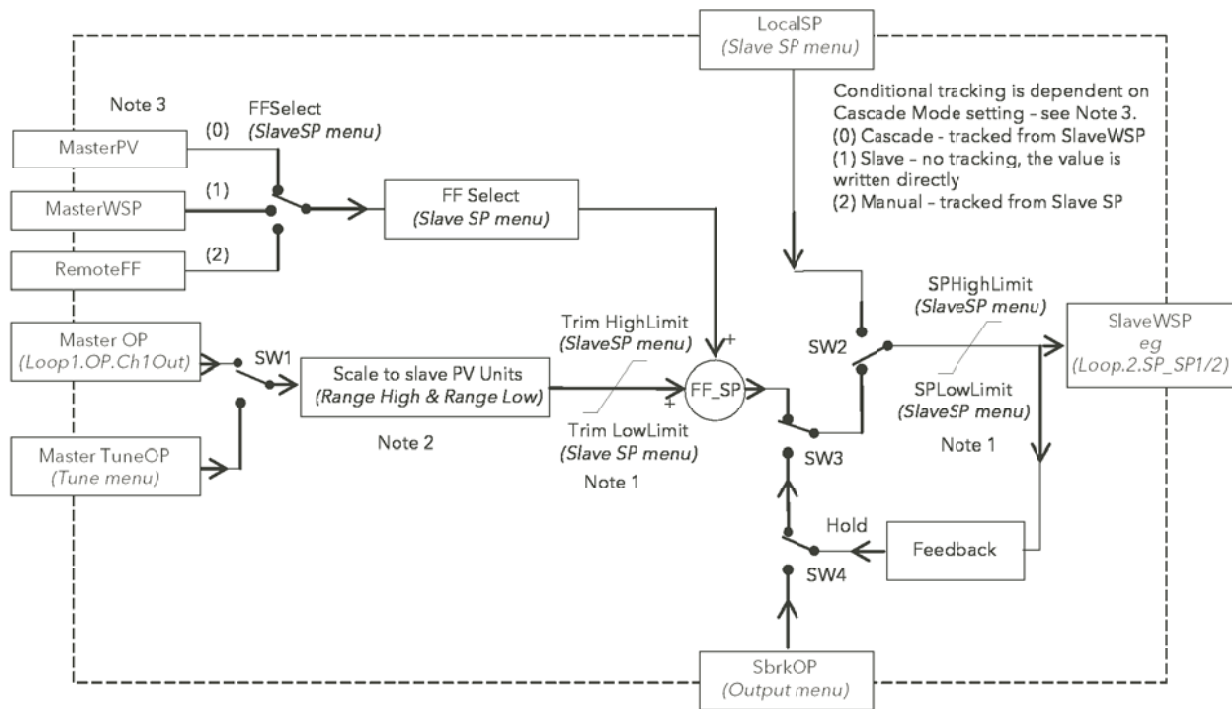 LocalSP
(Slave SP menu)
Conditional tracking is dependent on
Cascade Mode setting – see Note 3.
(0) Cascade - tracked from SlaveWSP
(1) Slave – no tracking, the value is
written directly
(2) Manual – tracked from Slave SP
Note 3
FFSelect
(SlaveSP menu)
(0)
MasterPV
(1)
MasterWSP
(2)
RemoteFF
FF Select
(Slave SP menu)
Master OP
(Loop1.OP.Ch1Out)
SW1
Master TuneOP
(Tune menu)
Scale to slave PV Units
(Range High & Range Low)
Note 2
Trim HighLimit
(SlaveSP menu)
Trim LowLimit
(Slave SP menu)
Note 1
+
+
FF_SP
SW2
SW3
SPHighLimit
(SlaveSP menu)
SPLowLimit
(SlaveSP menu)
Note 1
SlaveWSP
eg
(Loop.2.SP_SP1/2)
Hold
Feedback
SW4
SbrkOP
(Output menu)